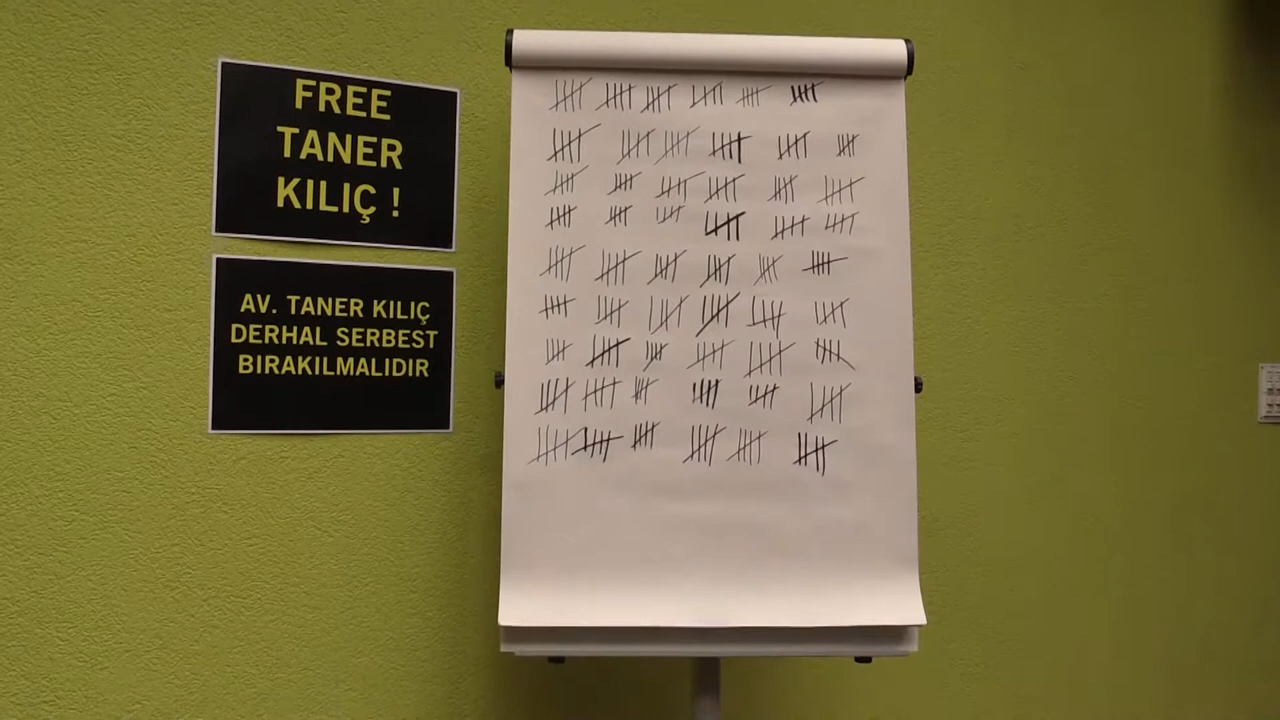 FREE
TANER
KILIÇ !
AV. TANER KILIÇ
DERHAL SERBEST
BIRAKILMALIDIR